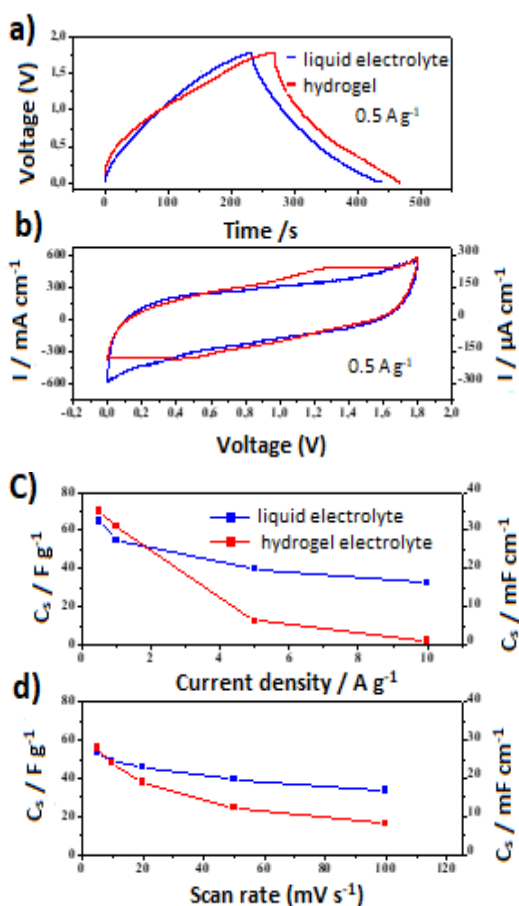 a)
2,0
1,5
1,0
0,5
0,0
Voltage (V)
liquid electrolyte
hydrogel
0.5 Ag⁻¹
0 100 200 300 400 500
Time /s
b)
600
300
0
-300
-600
I / mA cm⁻¹
300
150
0
-150
-300
I / µA cm⁻¹
0.5 Ag⁻¹
-0,2 0,0 0,2 0,4 0,6 0,8 1,0 1,2 1,4 1,6 1,8 2,0
Voltage (V)
C)
80
60
40
20
0
Cₛ / F g⁻¹
liquid electrolyte
hydrogel electrolyte
40
30
20
10
0
Cₛ / mF cm⁻¹
0 2 4 6 8 10
Current density / A g⁻¹
d)
80
60
40
20
0
Cₛ / F g⁻¹
40
30
20
10
0
Cₛ / mF cm⁻¹
0 20 40 60 80 100 120
Scan rate (mV s⁻¹)